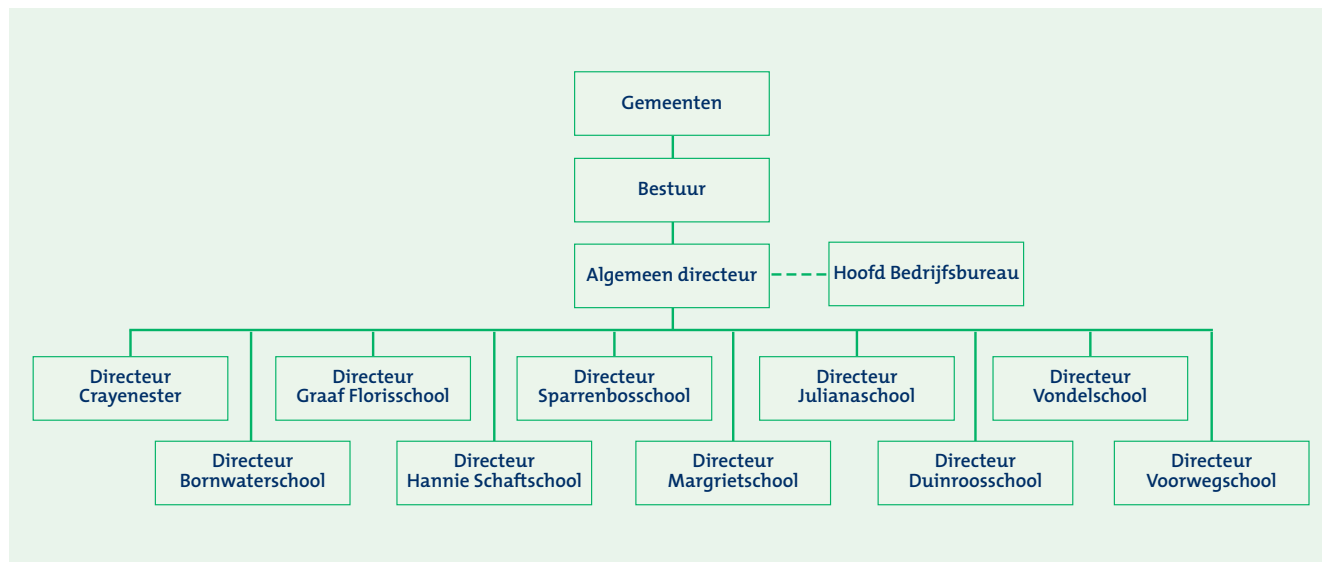 Gemeenten
Bestuur
Algemeen directeur
Hoofd Bedrijfsbureau
Directeur
Crayenester
Directeur
Graaf Florisschool
Directeur
Sparrenbosschool
Directeur
Julianaschool
Directeur
Vondelschool
Directeur
Bornwaterschool
Directeur
Hannie Schaftschool
Directeur
Margrietschool
Directeur
Duinroosschool
Directeur
Voorwegschool